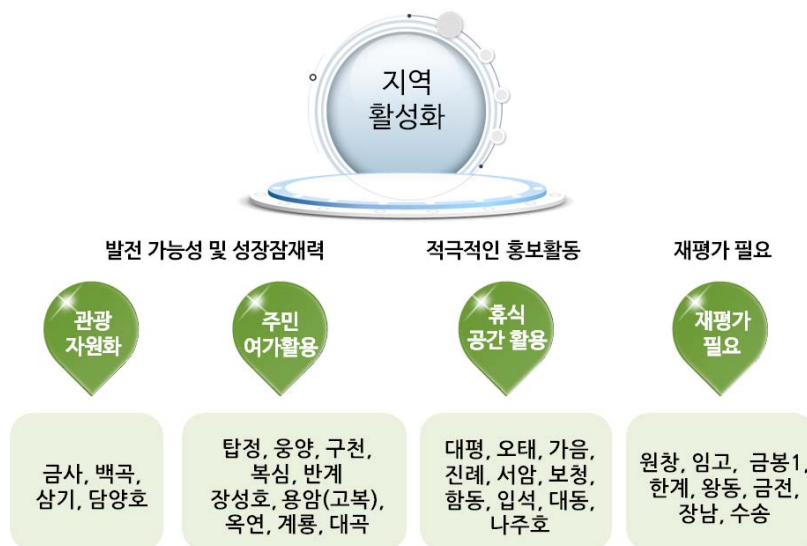 지역
활성화
발전 가능성 및 성장잠재력
적극적인 홍보활동
재평가 필요
관광
자원화
주민
여가활용
휴식
공간 활용
재평가
필요
금사, 백곡,
삼기, 담양호
탑정, 웅양, 구천,
복심, 반계
장성호, 용암(고복),
옥연, 계룡, 대곡
대평, 오태, 가음,
진례, 서암, 보청,
함동, 입석, 대동,
나주호
원창, 임고, 금봉1,
한계, 왕동, 금전,
장남, 수송